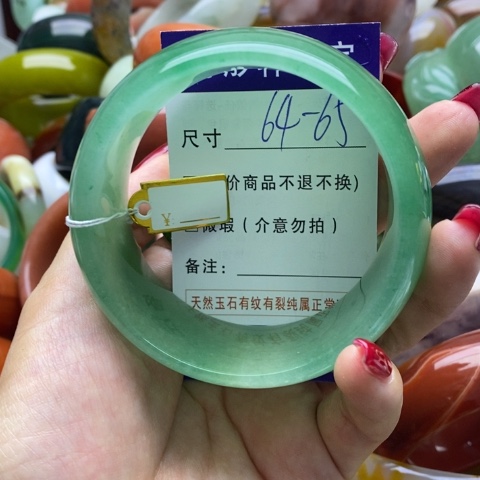 尺寸 64-65
价商品不退不换)
瑕(介意勿拍)
备注:
天然玉石有纹有裂纯属正常
¥